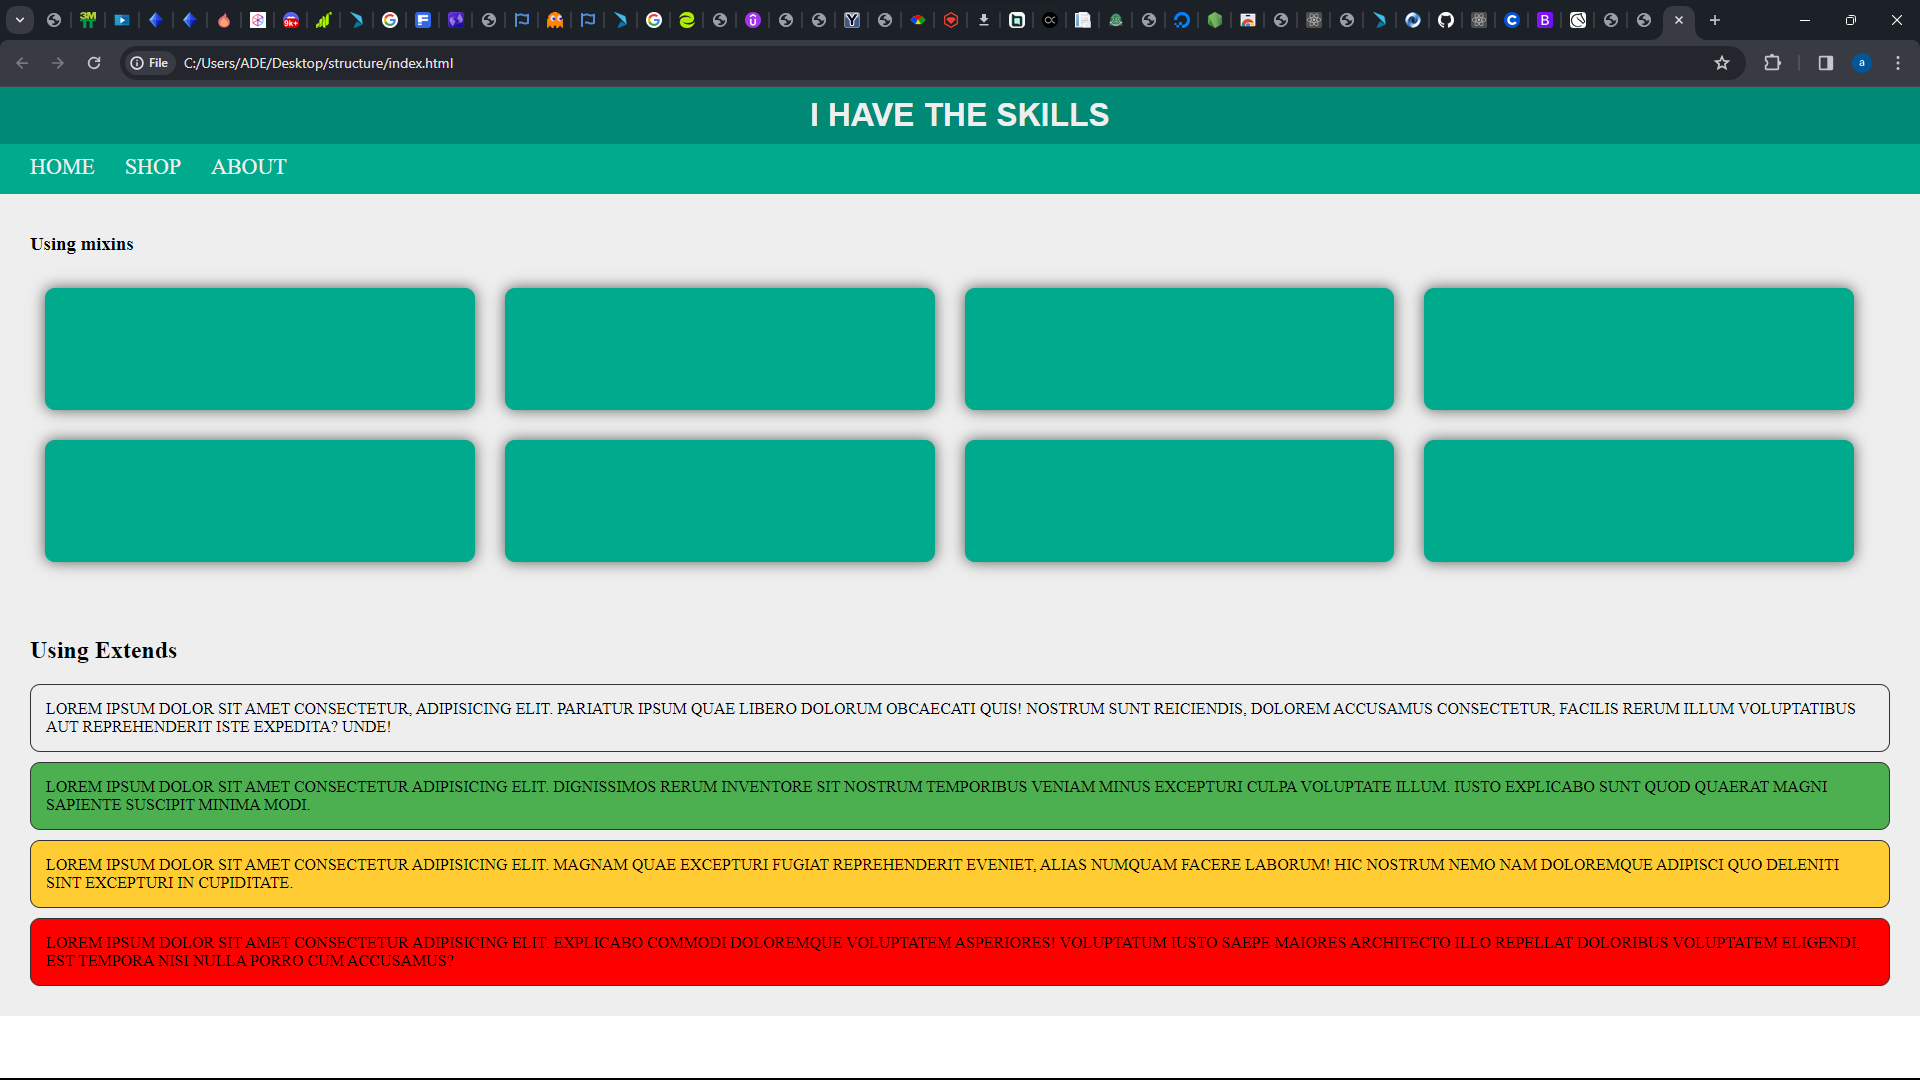 3M
9K+
File
C:/Users/ADE/Desktop/structure/index.html
a
I HAVE THE SKILLS
HOME SHOP ABOUT
Using mixins
Using Extends
LOREM IPSUM DOLOR SIT AMET CONSECTETUR, ADIPISICING ELIT. PARIATUR IPSUM QUAE LIBERO DOLORUM OBCAECATI QUIS! NOSTRUM SUNT REICIENDIS, DOLOREM ACCUSAMUS CONSECTETUR, FACILIS RERUM ILLUM VOLUPTATIBUS
AUT REPREHENDERIT ISTE EXPEDITA? UNDE!
LOREM IPSUM DOLOR SIT AMET CONSECTETUR ADIPISICING ELIT. DIGNISSIMOS RERUM INVENTORE SIT NOSTRUM TEMPORIBUS VENIAM MINUS EXCEPTURI CULPA VOLUPTATE ILLUM. IUSTO EXPLICABO SUNT QUOD QUAERAT MAGNI
SAPIENTE SUSCIPIT MINIMA MODI.
LOREM IPSUM DOLOR SIT AMET CONSECTETUR ADIPISICING ELIT. MAGNAM QUAE EXCEPTURI FUGIAT REPREHENDERIT EVENIET, ALIAS NUMQUAM FACERE LABORUM! HIC NOSTRUM NEMO NAM DOLOREMQUE ADIPISCI QUO DELENITI
SINT EXCEPTURI IN CUPIDITATE.
LOREM IPSUM DOLOR SIT AMET CONSECTETUR ADIPISICING ELIT. EXPLICABO COMMODI DOLOREMQUE VOLUPTATEM ASPERIORES! VOLUPTATUM IUSTO SAEPE MAIORES ARCHITECTO ILLO REPELLAT DOLORIBUS VOLUPTATEM ELIGENDI,
EST TEMPORA NISI NULLA PORRO CUM ACCUSAMUS?